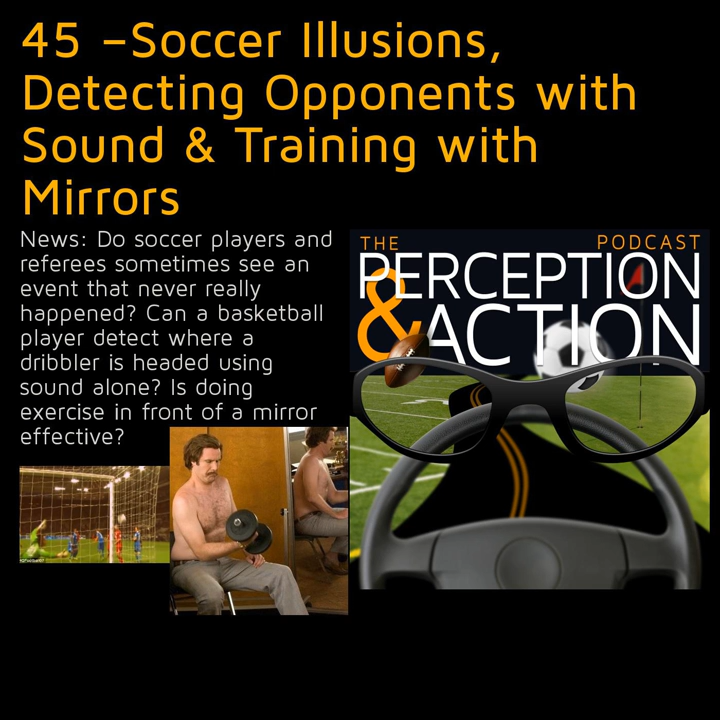 45 –Soccer Illusions,
Detecting Opponents with
Sound & Training with
Mirrors
News: Do soccer players and
referees sometimes see an
event that never really
happened? Can a basketball
player detect where a
dribbler is headed using
sound alone? Is doing
exercise in front of a mirror
effective?
THE PODCAST
PERCEPTION
& ACTION